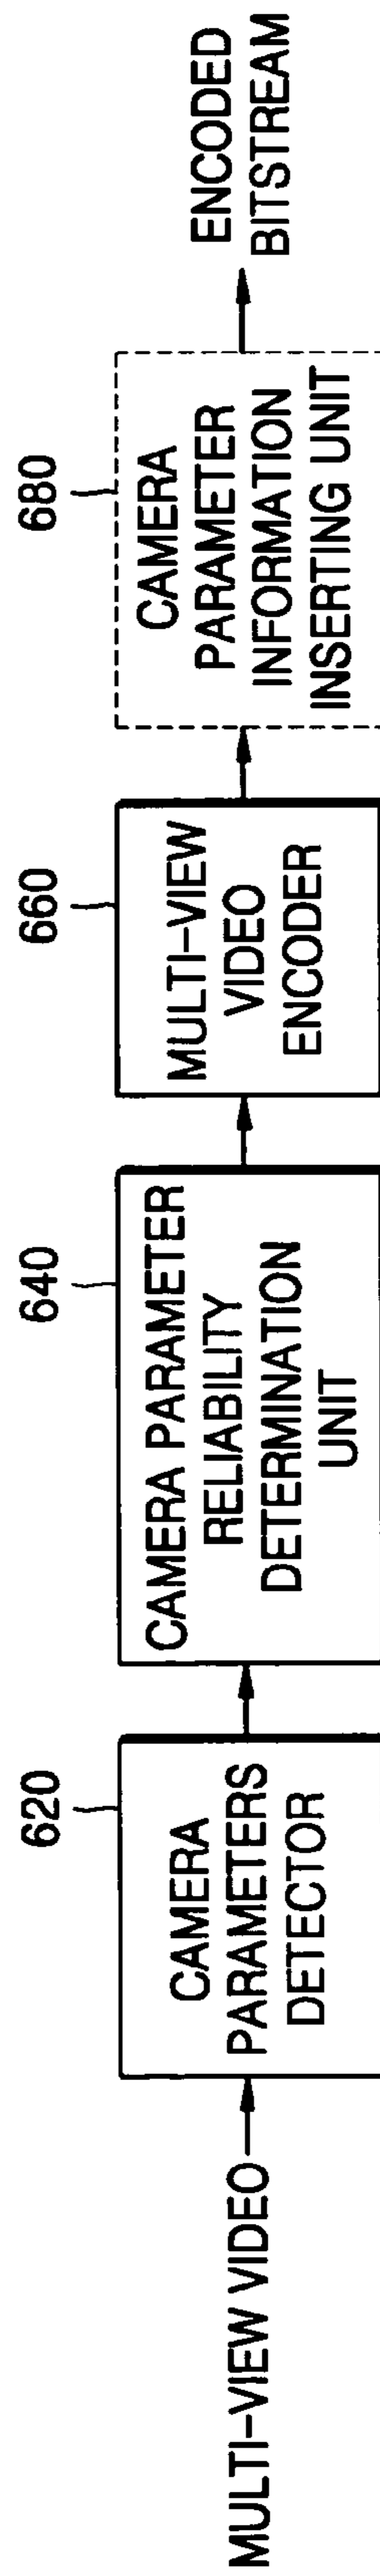 MULTI-VIEW VIDEO
620
CAMERA
PARAMETERS
DETECTOR
640
CAMERA PARAMETER
RELIABILITY
DETERMINATION
UNIT
660
MULTI-VIEW
VIDEO
ENCODER
680
CAMERA
PARAMETER
INFORMATION
INSERTING UNIT
ENCODED
BITSTREAM